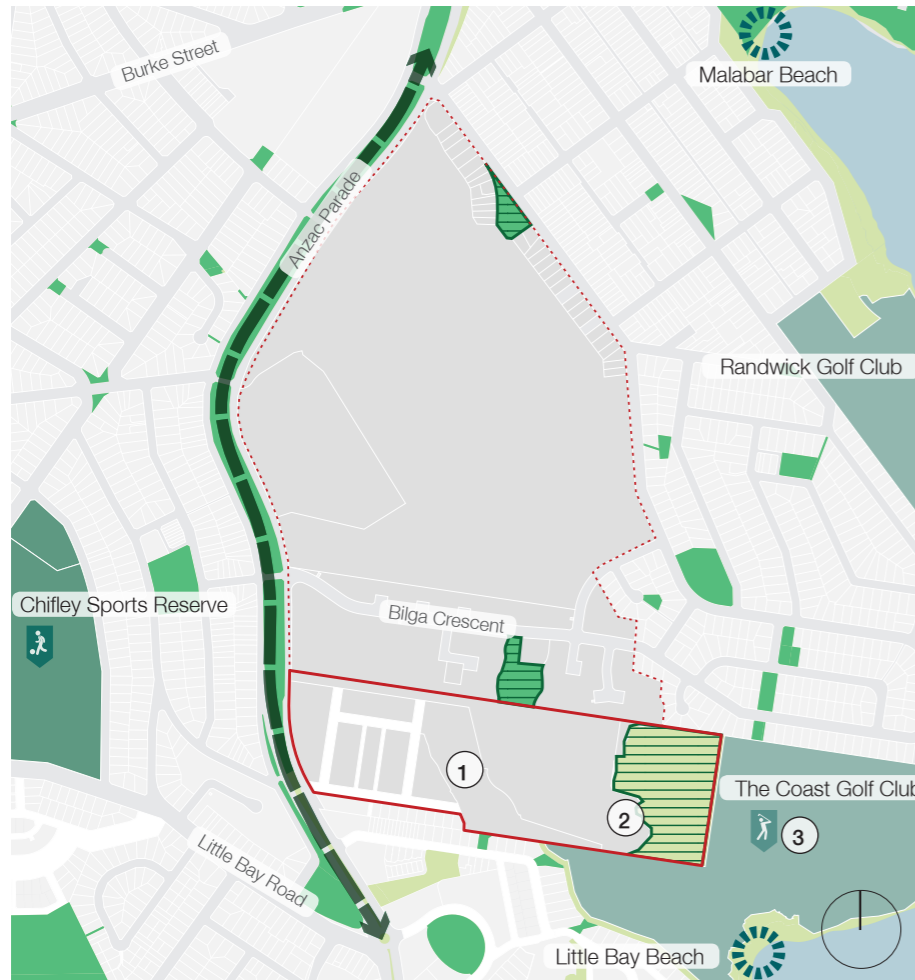 Burke Street
Malabar Beach
Anzac Parade
Randwick Golf Club
Chifley Sports Reserve
Bilga Crescent
1
2
The Coast Golf Club
3
Little Bay Road
Little Bay Beach